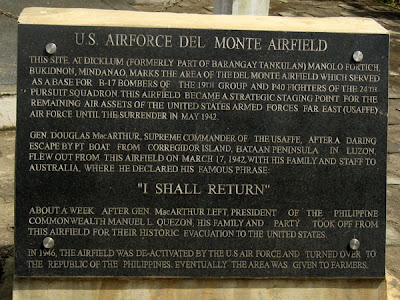 U.S. AIRFORCE DEL MONTE AIRFIELD
THIS SITE, AT DICKLUM (FORMERLY PART OF BARANGAY TANKULAN) MANOLO FORTICH,
BUKIDNON, MINDANAO, MARKS THE AREA OF THE DEL MONTE AIRFIELD WHICH SERVED
AS A BASE FOR B-17 BOMBERS OF THE 19TH GROUP AND P40 FIGHTERS OF THE 24TH
PURSUIT SQUADRON THIS AIRFIELD BECAME A STRATEGIC STAGING POINT FOR THE
REMAINING AIR ASSETS OF THE UNITED STATES ARMED FORCES FAR EAST (USAFFE)
AIR FORCE UNTIL THE SURRENDER IN MAY 1942.
GEN. DOUGLAS MacARTHUR, SUPREME COMMANDER OF THE USAFFE, AFTER A DARING
ESCAPE BY PT BOAT FROM CORREGIDOR ISLAND, BATAAN PENINSULA IN LUZON,
FLEW OUT FROM THIS AIRFIELD ON MARCH 17, 1942, WITH HIS FAMILY AND STAFF TO
AUSTRALIA, WHERE HE DECLARED HIS FAMOUS PHRASE:
"I SHALL RETURN"
ABOUT A WEEK AFTER GEN. MacARTHUR LEFT, PRESIDENT OF THE PHILIPPINE
COMMONWEALTH MANUEL L. QUEZON, HIS FAMILY AND PARTY TOOK OFF FROM
THIS AIRFIELD FOR THEIR HISTORIC EVACUATION TO THE UNITED STATES.
IN 1946, THE AIRFIELD WAS DE-ACTIVATED BY THE US AIR FORCE AND TURNED OVER TO
THE REPUBLIC OF THE PHILIPPINES. EVENTUALLY THE AREA WAS GIVEN TO FARMERS.